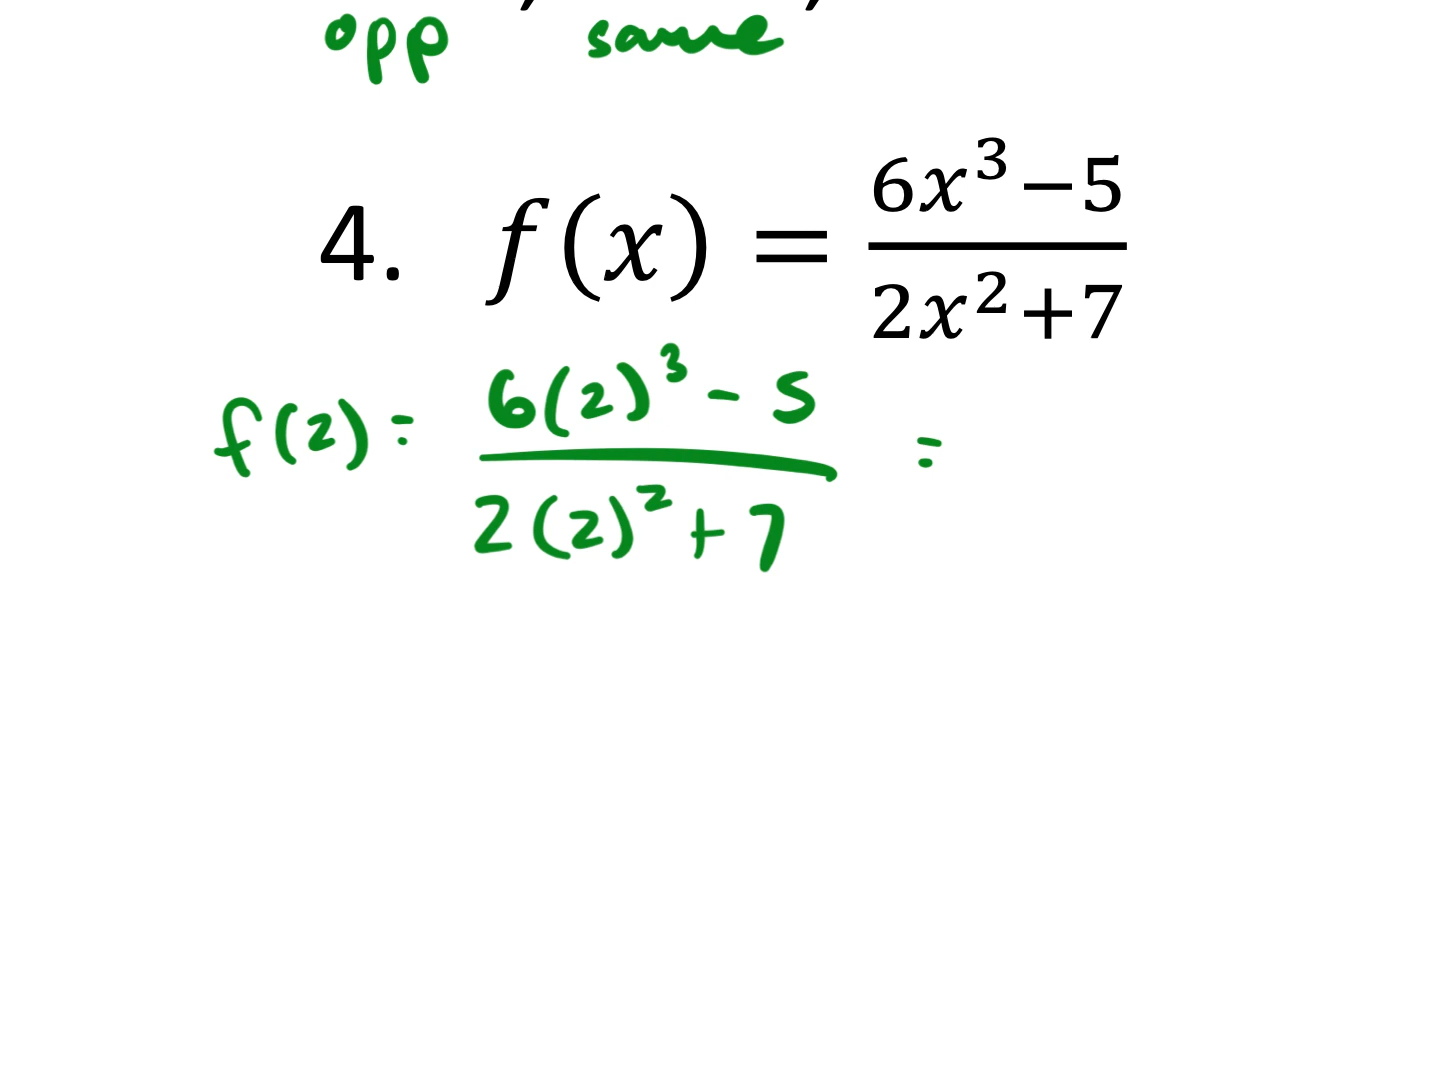 opp same
4. f(x) = 6x³−5 / 2x²+7
f(2) = 6(2)³ - 5 / 2(2)² + 7 =